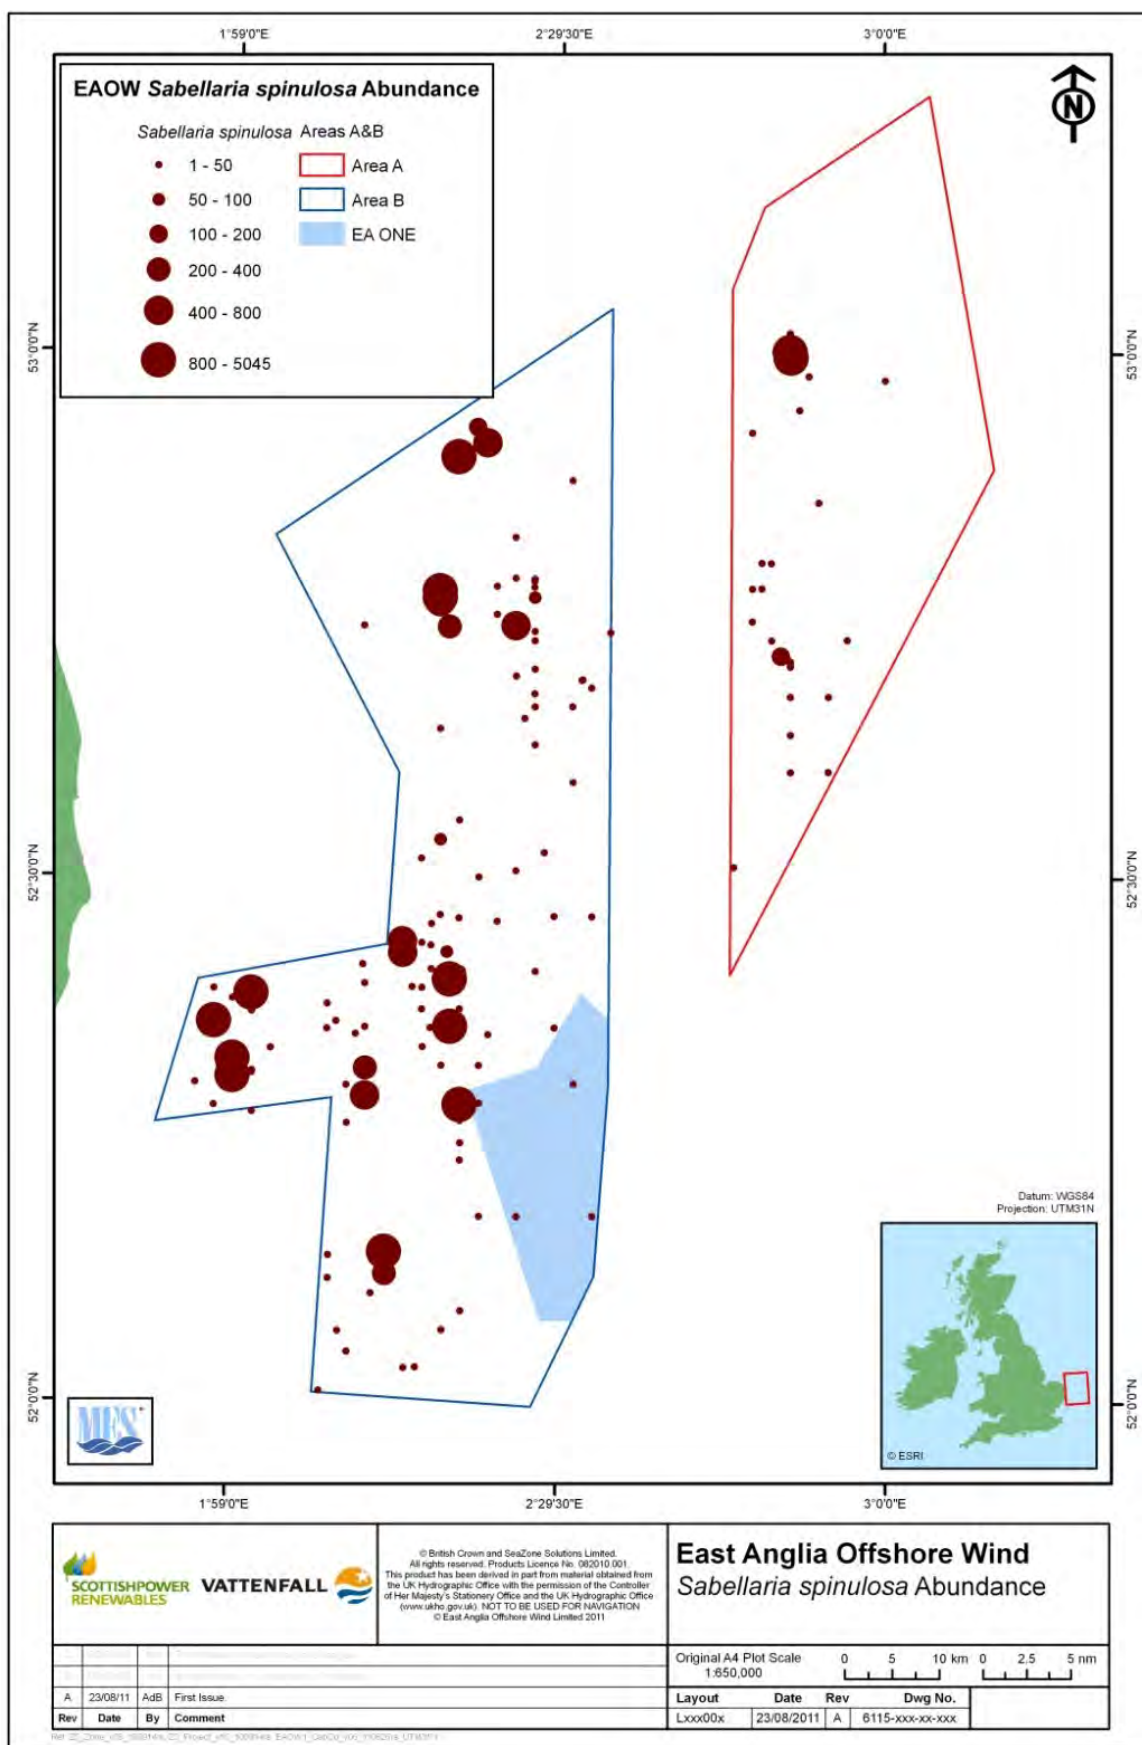 1°59'0"E 2°29'30"E 3°0'0"E
EAOW Sabellaria spinulosa Abundance
Sabellaria spinulosa Areas A&B
1 - 50 Area A
50 - 100 Area B
100 - 200 EA ONE
200 - 400
400 - 800
800 - 5045
N
53°0'0"N 53°0'0"N
52°30'0"N 52°30'0"N
52°0'0"N 52°0'0"N
Datum: WGS84
Projection: UTM31N
© ESRI
MES
1°59'0"E 2°29'30"E 3°0'0"E
SCOTTISHPOWER
RENEWABLES
VATTENFALL
© British Crown and SeaZone Solutions Limited.
All rights reserved. Products Licence No. 082010.001.
This product has been derived in part from material obtained from
the UK Hydrographic Office with the permission of the Controller
of Her Majesty's Stationery Office and the UK Hydrographic Office
(www.ukho.gov.uk). NOT TO BE USED FOR NAVIGATION
© East Anglia Offshore Wind Limited 2011
East Anglia Offshore Wind
Sabellaria spinulosa Abundance
Original A4 Plot Scale
1:650,000
0 5 10 km 0 2.5 5 nm
A 23/08/11 AdB First Issue.
Rev Date By Comment
Layout Date Rev Dwg No.
Lxxx00x 23/08/2011 A 6115-xxx-xx-xxx